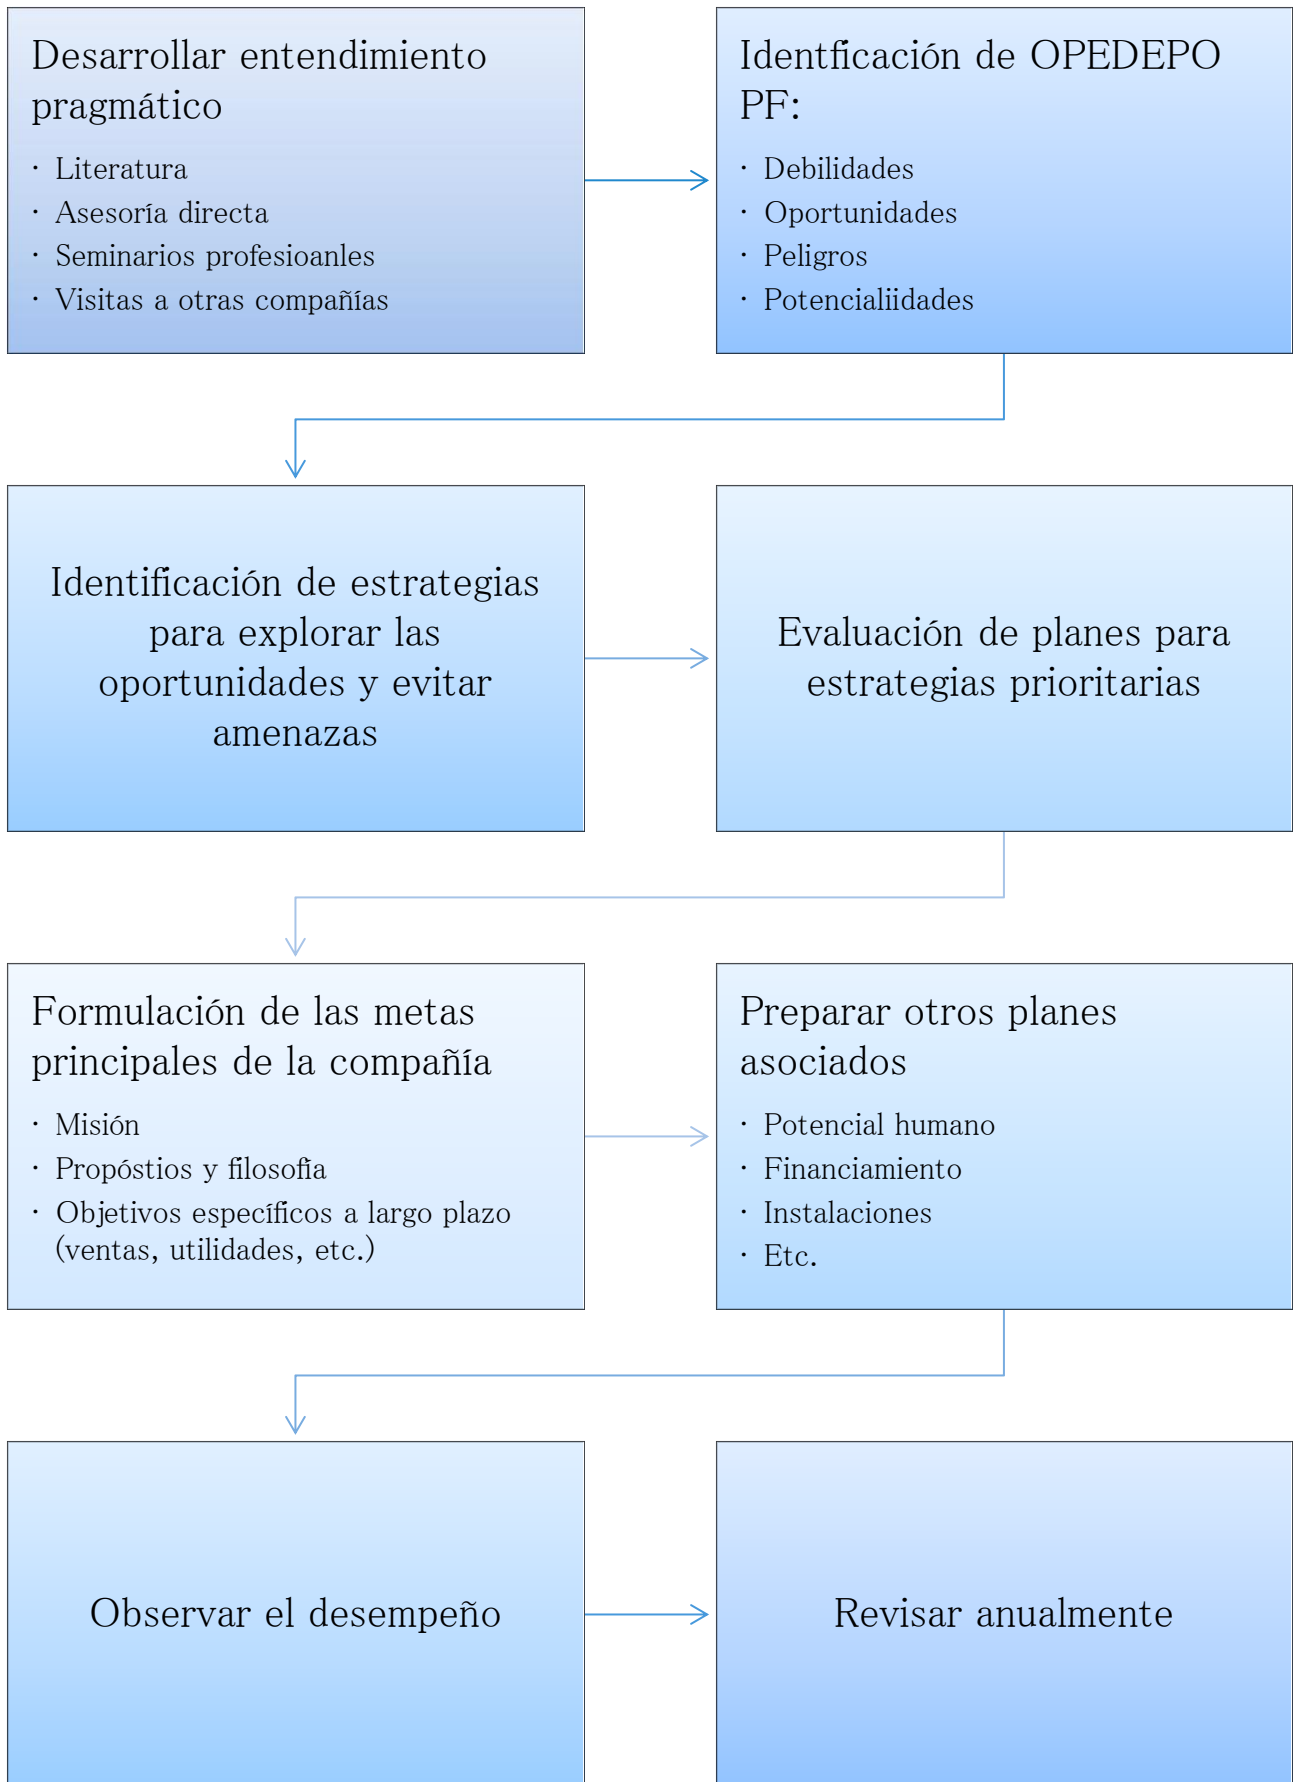 Desarrollar entendimiento
pragmático
· Literatura
· Asesoría directa
· Seminarios profesioanles
· Visitas a otras compañías
Identficación de OPEDEPO
PF:
· Debilidades
· Oportunidades
· Peligros
· Potencialiidades
Identificación de estrategias
para explorar las
oportunidades y evitar
amenazas
Evaluación de planes para
estrategias prioritarias
Formulación de las metas
principales de la compañía
· Misión
· Propóstios y filosofía
· Objetivos específicos a largo plazo
(ventas, utilidades, etc.)
Preparar otros planes
asociados
· Potencial humano
· Financiamiento
· Instalaciones
· Etc.
Observar el desempeño
Revisar anualmente